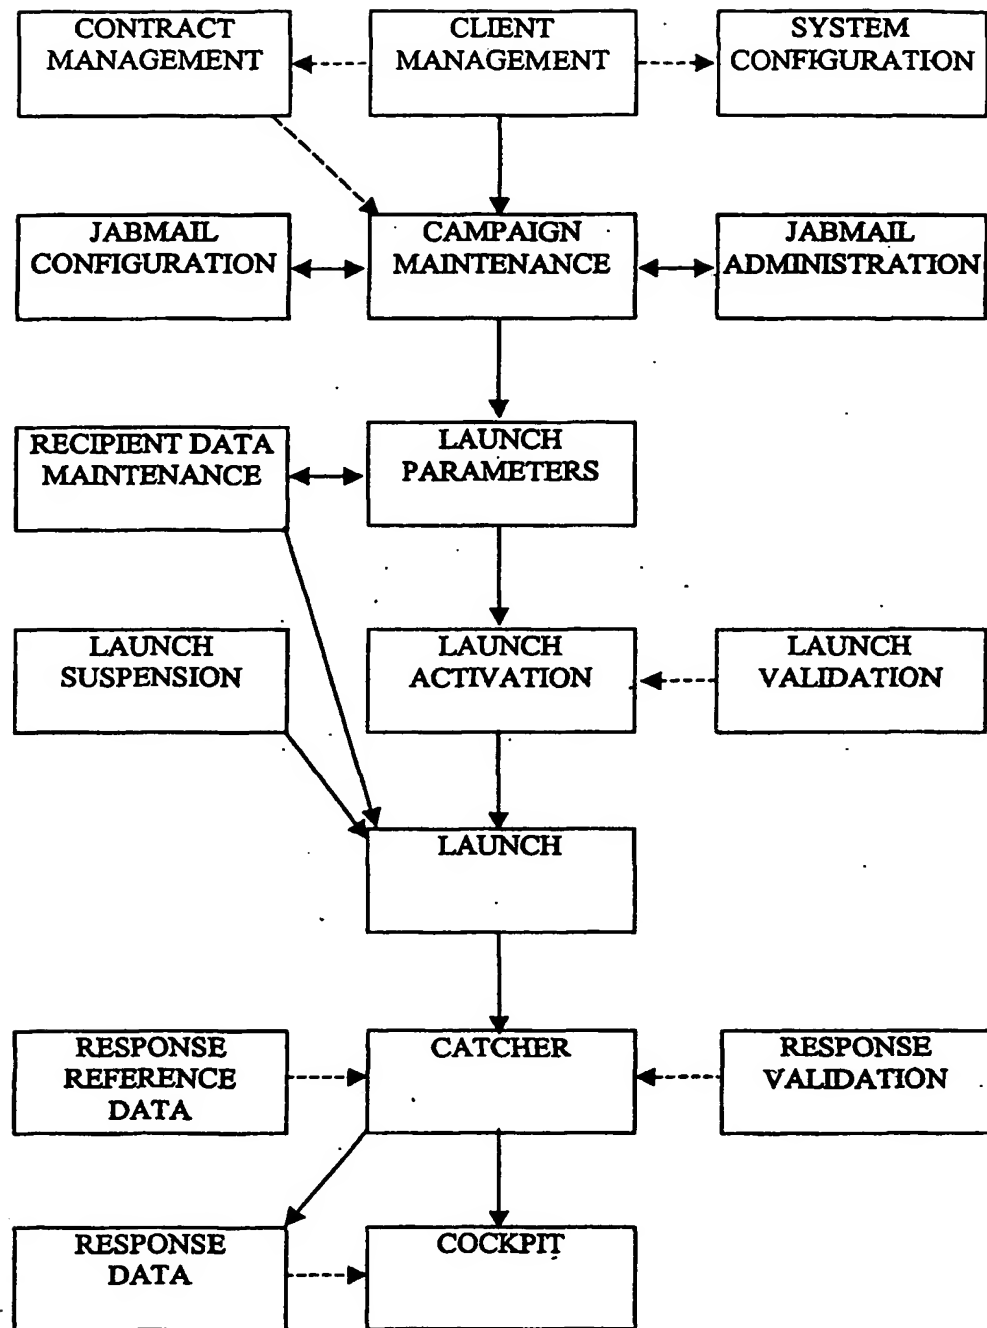 CONTRACT
MANAGEMENT
CLIENT
MANAGEMENT
SYSTEM
CONFIGURATION
JABMAIL
CONFIGURATION
CAMPAIGN
MAINTENANCE
JABMAIL
ADMINISTRATION
RECIPIENT DATA
MAINTENANCE
LAUNCH
PARAMETERS
LAUNCH
SUSPENSION
LAUNCH
ACTIVATION
LAUNCH
VALIDATION
LAUNCH
RESPONSE
REFERENCE
DATA
CATCHER
RESPONSE
VALIDATION
RESPONSE
DATA
COCKPIT